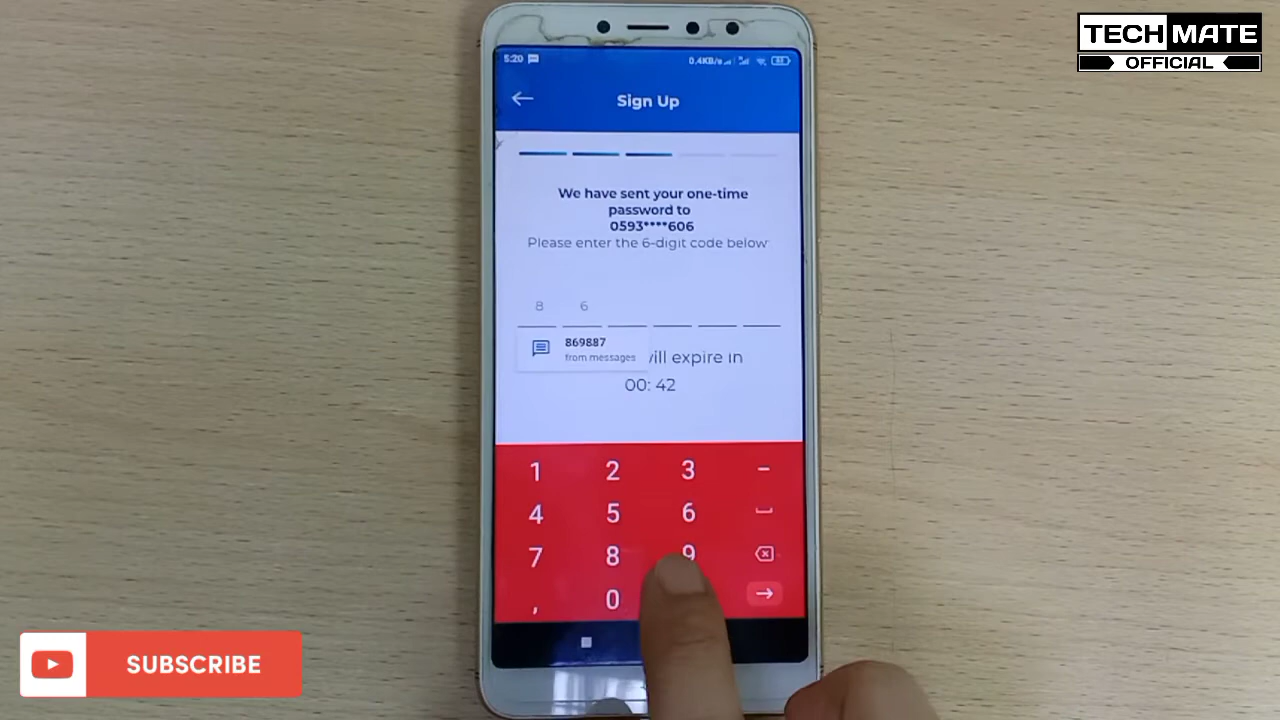 TECH MATE
OFFICIAL
5:20
0.4KB/s
Sign Up
We have sent your one-time
password to
0593****606
Please enter the 6-digit code below
8 6
869887
from messages
will expire in
00: 42
1 2 3 -
4 5 6
7 8 9
, 0
SUBSCRIBE